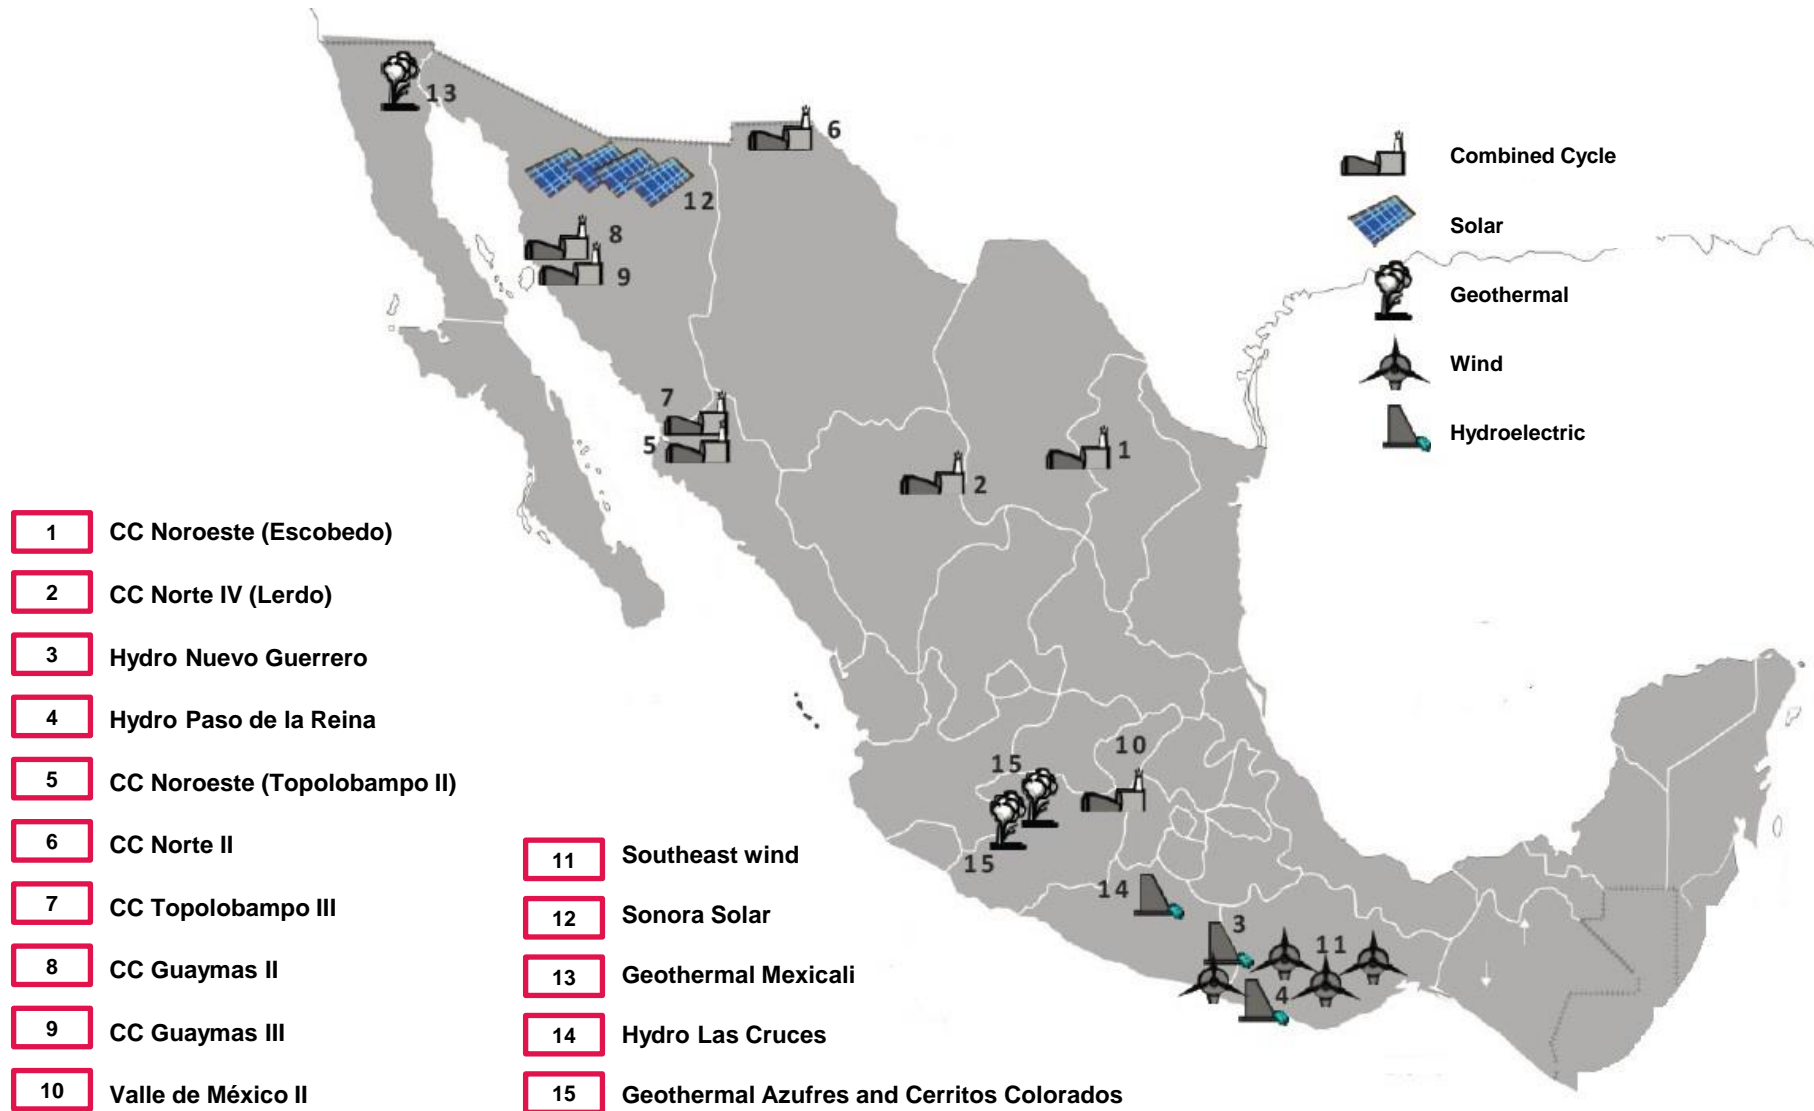 13
6
12
8
9
7
5
1
2
10
15
15
14
3
11
4
Combined Cycle
Solar
Geothermal
Wind
Hydroelectric
1 CC Noroeste (Escobedo)
2 CC Norte IV (Lerdo)
3 Hydro Nuevo Guerrero
4 Hydro Paso de la Reina
5 CC Noroeste (Topolobampo II)
6 CC Norte II
7 CC Topolobampo III
8 CC Guaymas II
9 CC Guaymas III
10 Valle de México II
11 Southeast wind
12 Sonora Solar
13 Geothermal Mexicali
14 Hydro Las Cruces
15 Geothermal Azufres and Cerritos Colorados